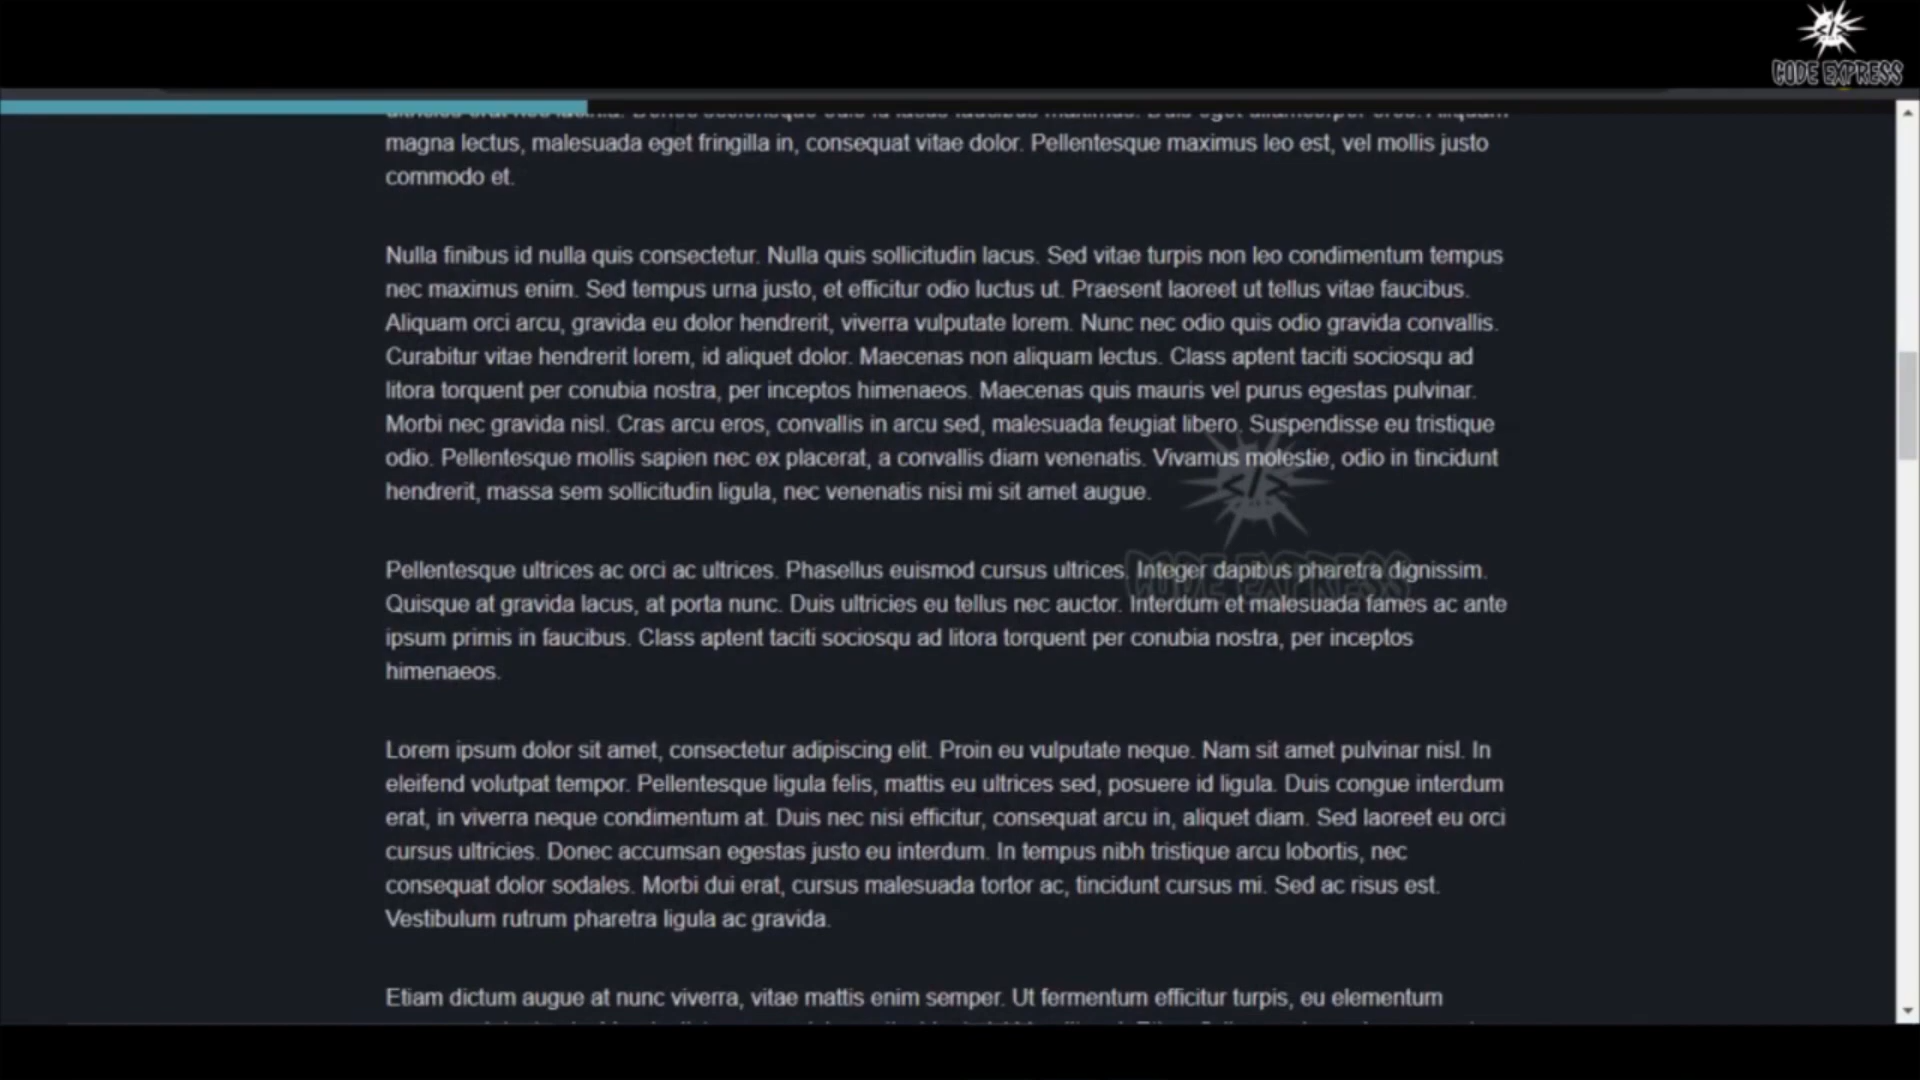 CODE EXPRESS
magna lectus, malesuada eget fringilla in, consequat vitae dolor. Pellentesque maximus leo est, vel mollis justo
commodo et.
Nulla finibus id nulla quis consectetur. Nulla quis sollicitudin lacus. Sed vitae turpis non leo condimentum tempus
nec maximus enim. Sed tempus urna justo, et efficitur odio luctus ut. Praesent laoreet ut tellus vitae faucibus.
Aliquam orci arcu, gravida eu dolor hendrerit, viverra vulputate lorem. Nunc nec odio quis odio gravida convallis.
Curabitur vitae hendrerit lorem, id aliquet dolor. Maecenas non aliquam lectus. Class aptent taciti sociosqu ad
litora torquent per conubia nostra, per inceptos himenaeos. Maecenas quis mauris vel purus egestas pulvinar.
Morbi nec gravida nisl. Cras arcu eros, convallis in arcu sed, malesuada feugiat libero. Suspendisse eu tristique
odio. Pellentesque mollis sapien nec ex placerat, a convallis diam venenatis. Vivamus molestie, odio in tincidunt
hendrerit, massa sem sollicitudin ligula, nec venenatis nisi mi sit amet augue.
</>
CODE EXPRESS
Pellentesque ultrices ac orci ac ultrices. Phasellus euismod cursus ultrices. Integer dapibus pharetra dignissim.
Quisque at gravida lacus, at porta nunc. Duis ultricies eu tellus nec auctor. Interdum et malesuada fames ac ante
ipsum primis in faucibus. Class aptent taciti sociosqu ad litora torquent per conubia nostra, per inceptos
himenaeos.
Lorem ipsum dolor sit amet, consectetur adipiscing elit. Proin eu vulputate neque. Nam sit amet pulvinar nisl. In
eleifend volutpat tempor. Pellentesque ligula felis, mattis eu ultrices sed, posuere id ligula. Duis congue interdum
erat, in viverra neque condimentum at. Duis nec nisi efficitur, consequat arcu in, aliquet diam. Sed laoreet eu orci
cursus ultricies. Donec accumsan egestas justo eu interdum. In tempus nibh tristique arcu lobortis, nec
consequat dolor sodales. Morbi dui erat, cursus malesuada tortor ac, tincidunt cursus mi. Sed ac risus est.
Vestibulum rutrum pharetra ligula ac gravida.
Etiam dictum augue at nunc viverra, vitae mattis enim semper. Ut fermentum efficitur turpis, eu elementum